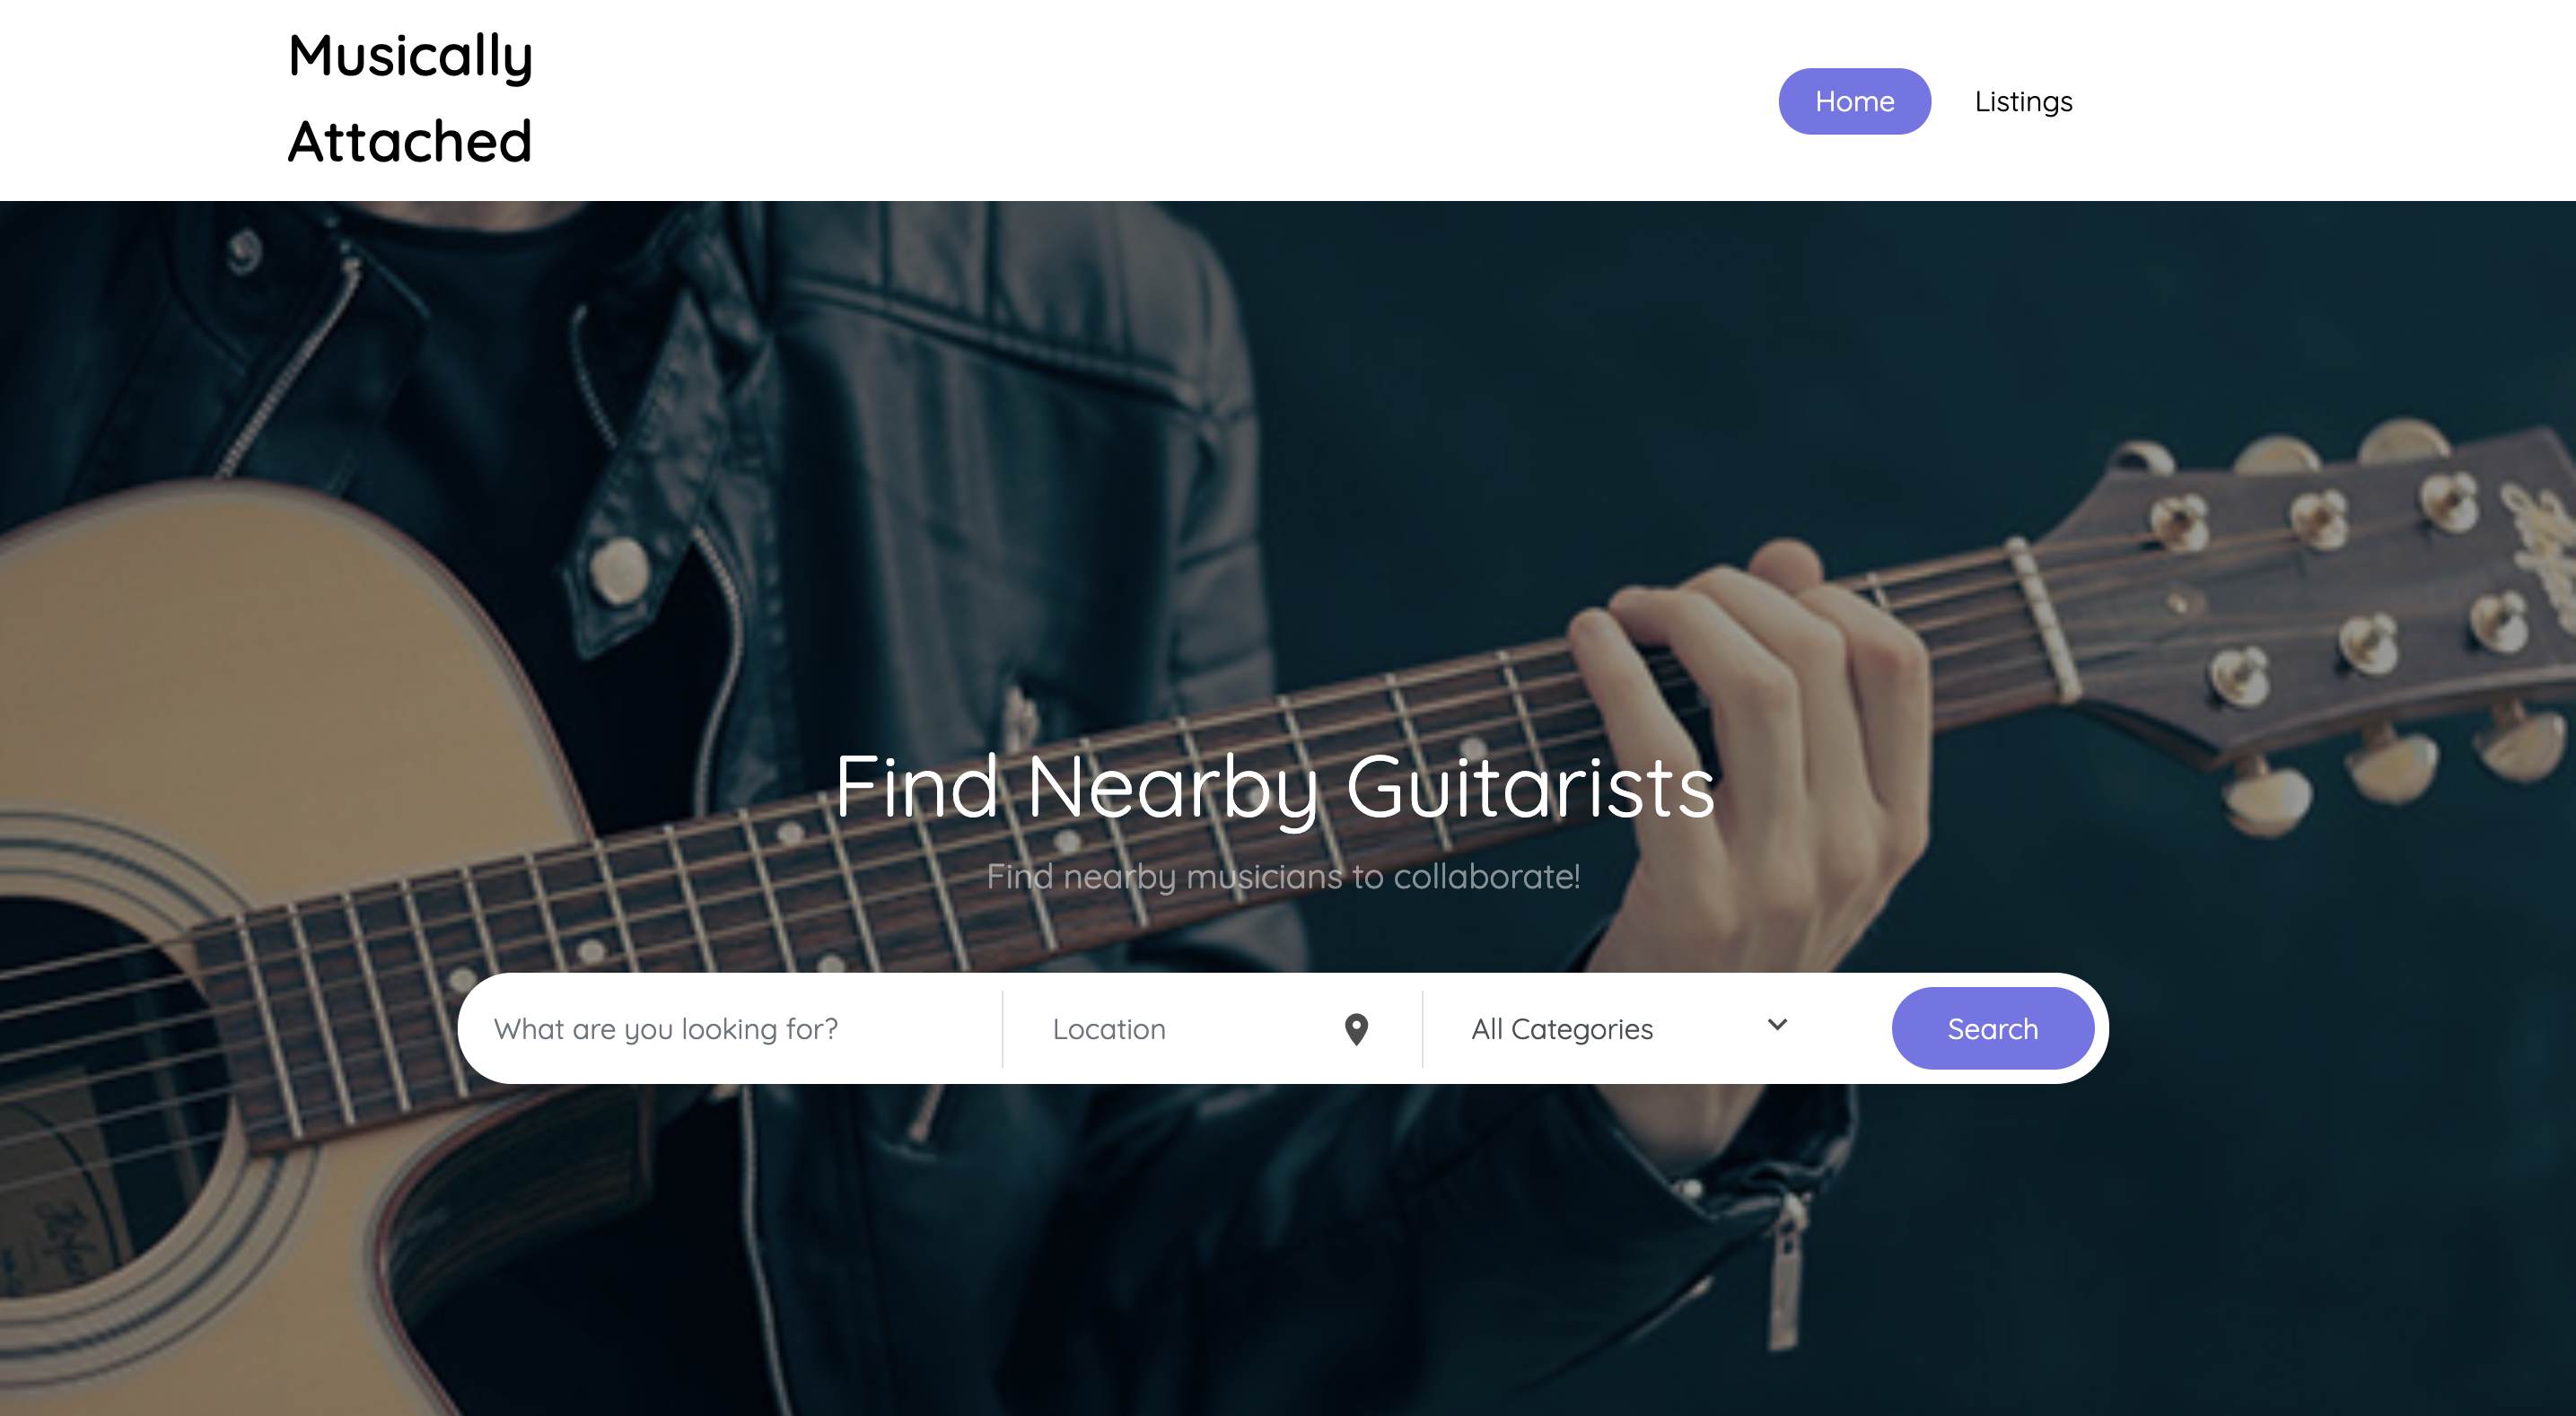 Musically
Attached
Home
Listings
Find Nearby Guitarists
Find nearby musicians to collaborate!
What are you looking for?
Location
All Categories
Search